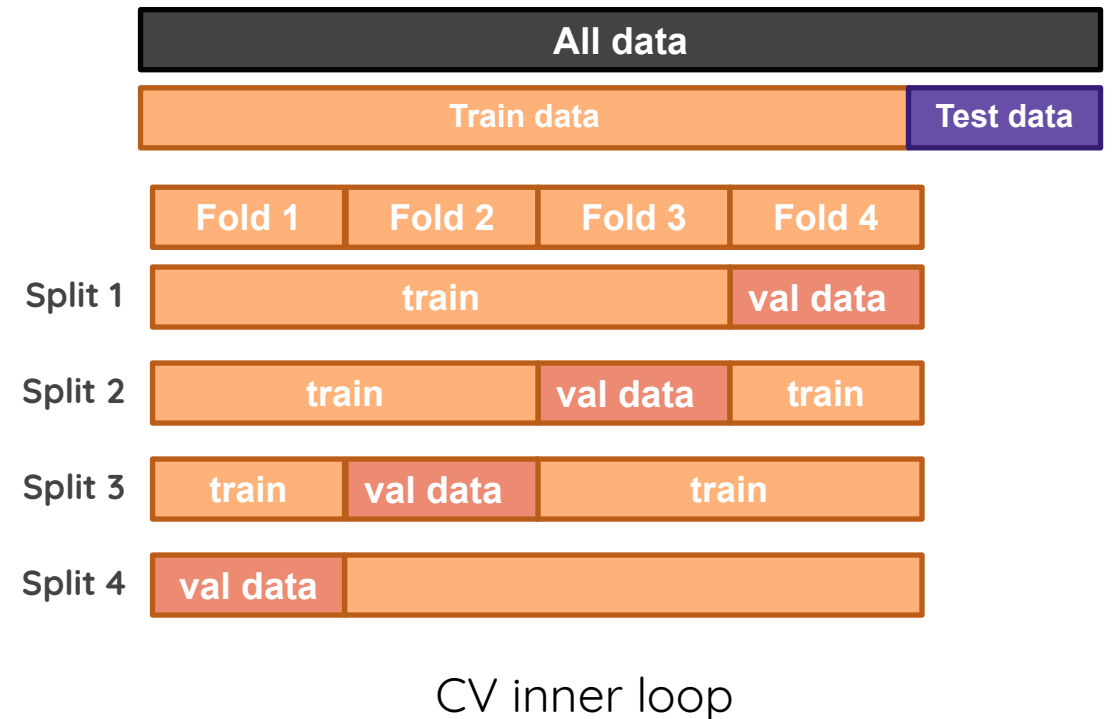 All data
Train data Test data
Fold 1 Fold 2 Fold 3 Fold 4
Split 1 train val data
Split 2 train val data train
Split 3 train val data train
Split 4 val data
CV inner loop